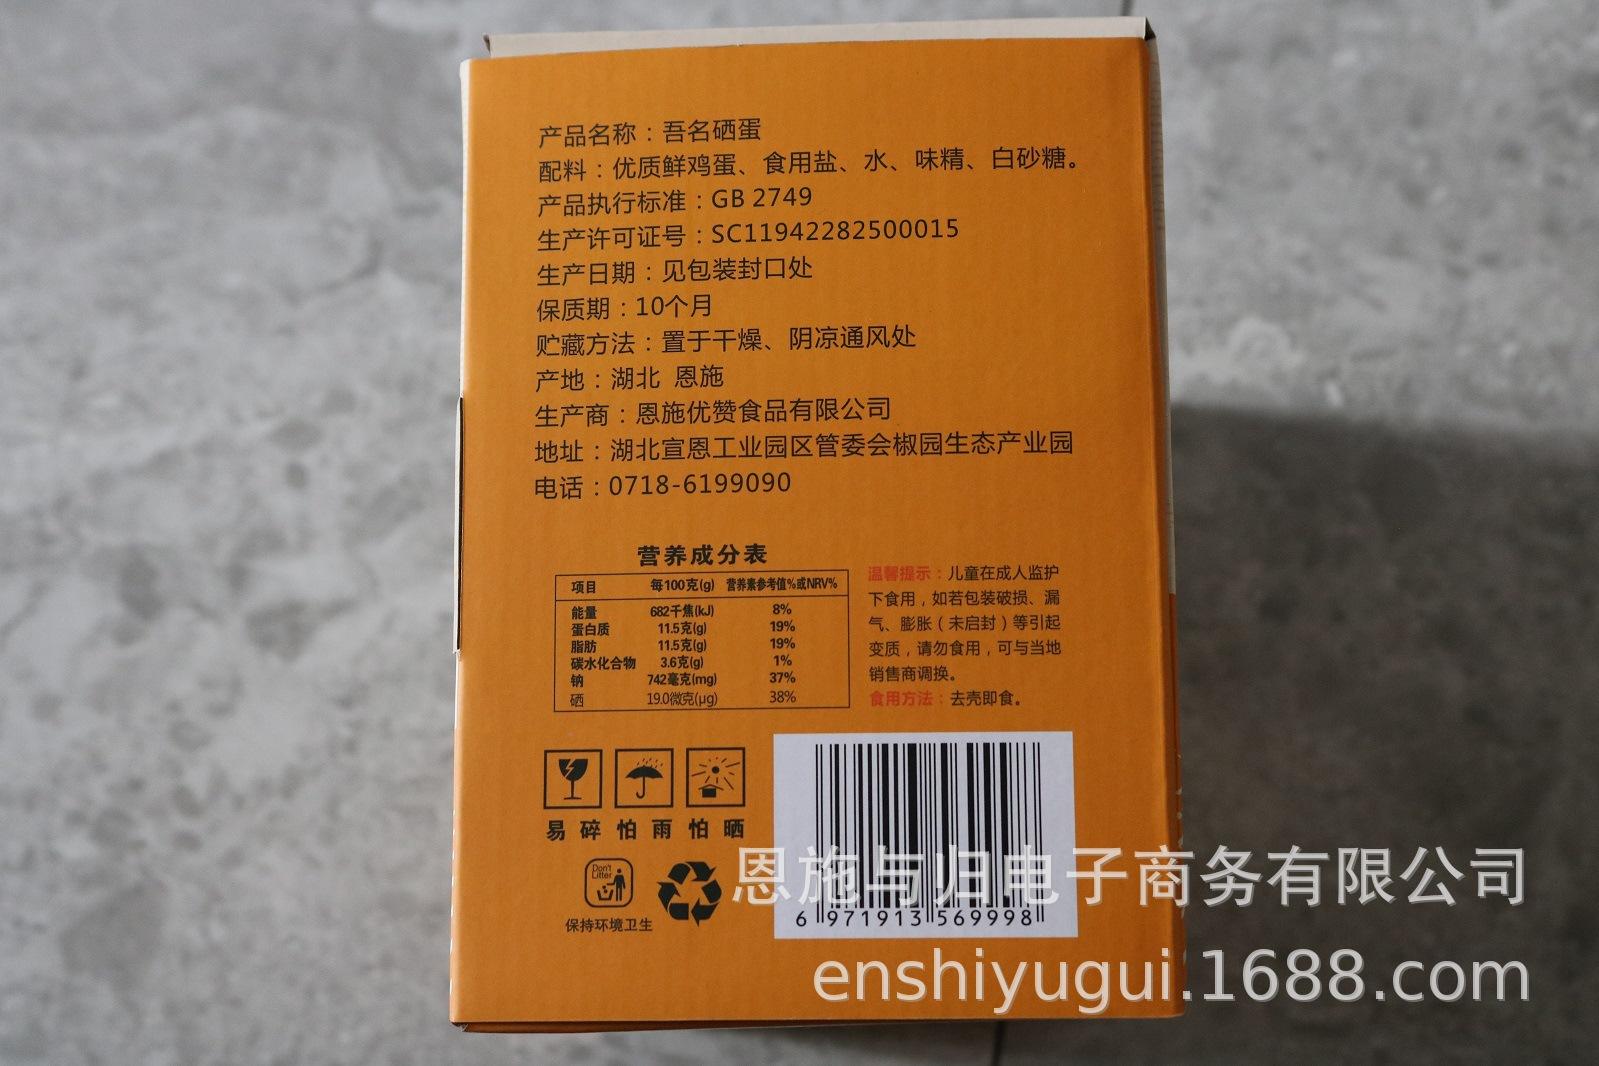 产品名称：吾名硒蛋
配料：优质鲜鸡蛋、食用盐、水、味精、白砂糖。
产品执行标准：GB 2749
生产许可证号：SC11942282500015
生产日期：见包装封口处
保质期：10个月
贮藏方法：置于干燥、阴凉通风处
产地：湖北 恩施
生产商：恩施优赞食品有限公司
地址：湖北宣恩工业园区管委会椒园生态产业园
电话：0718-6199090
营养成分表
项目 每100克(g) 营养素参考值%或NRV%
能量 682千焦(kJ) 8%
蛋白质 11.5克(g) 19%
脂肪 11.5克(g) 19%
碳水化合物 3.6克(g) 1%
钠 742毫克(mg) 37%
硒 19.0微克(μg) 38%
温馨提示：儿童在成人监护
下食用，如若包装破损、漏
气、膨胀（未启封）等引起
变质，请勿食用，可与当地
销售商调换。
食用方法：去壳即食。
易碎 怕雨 怕晒
Don't
Litter
保持环境卫生
6 971913 569998
恩施与归电子商务有限公司
enshiyugui.1688.com